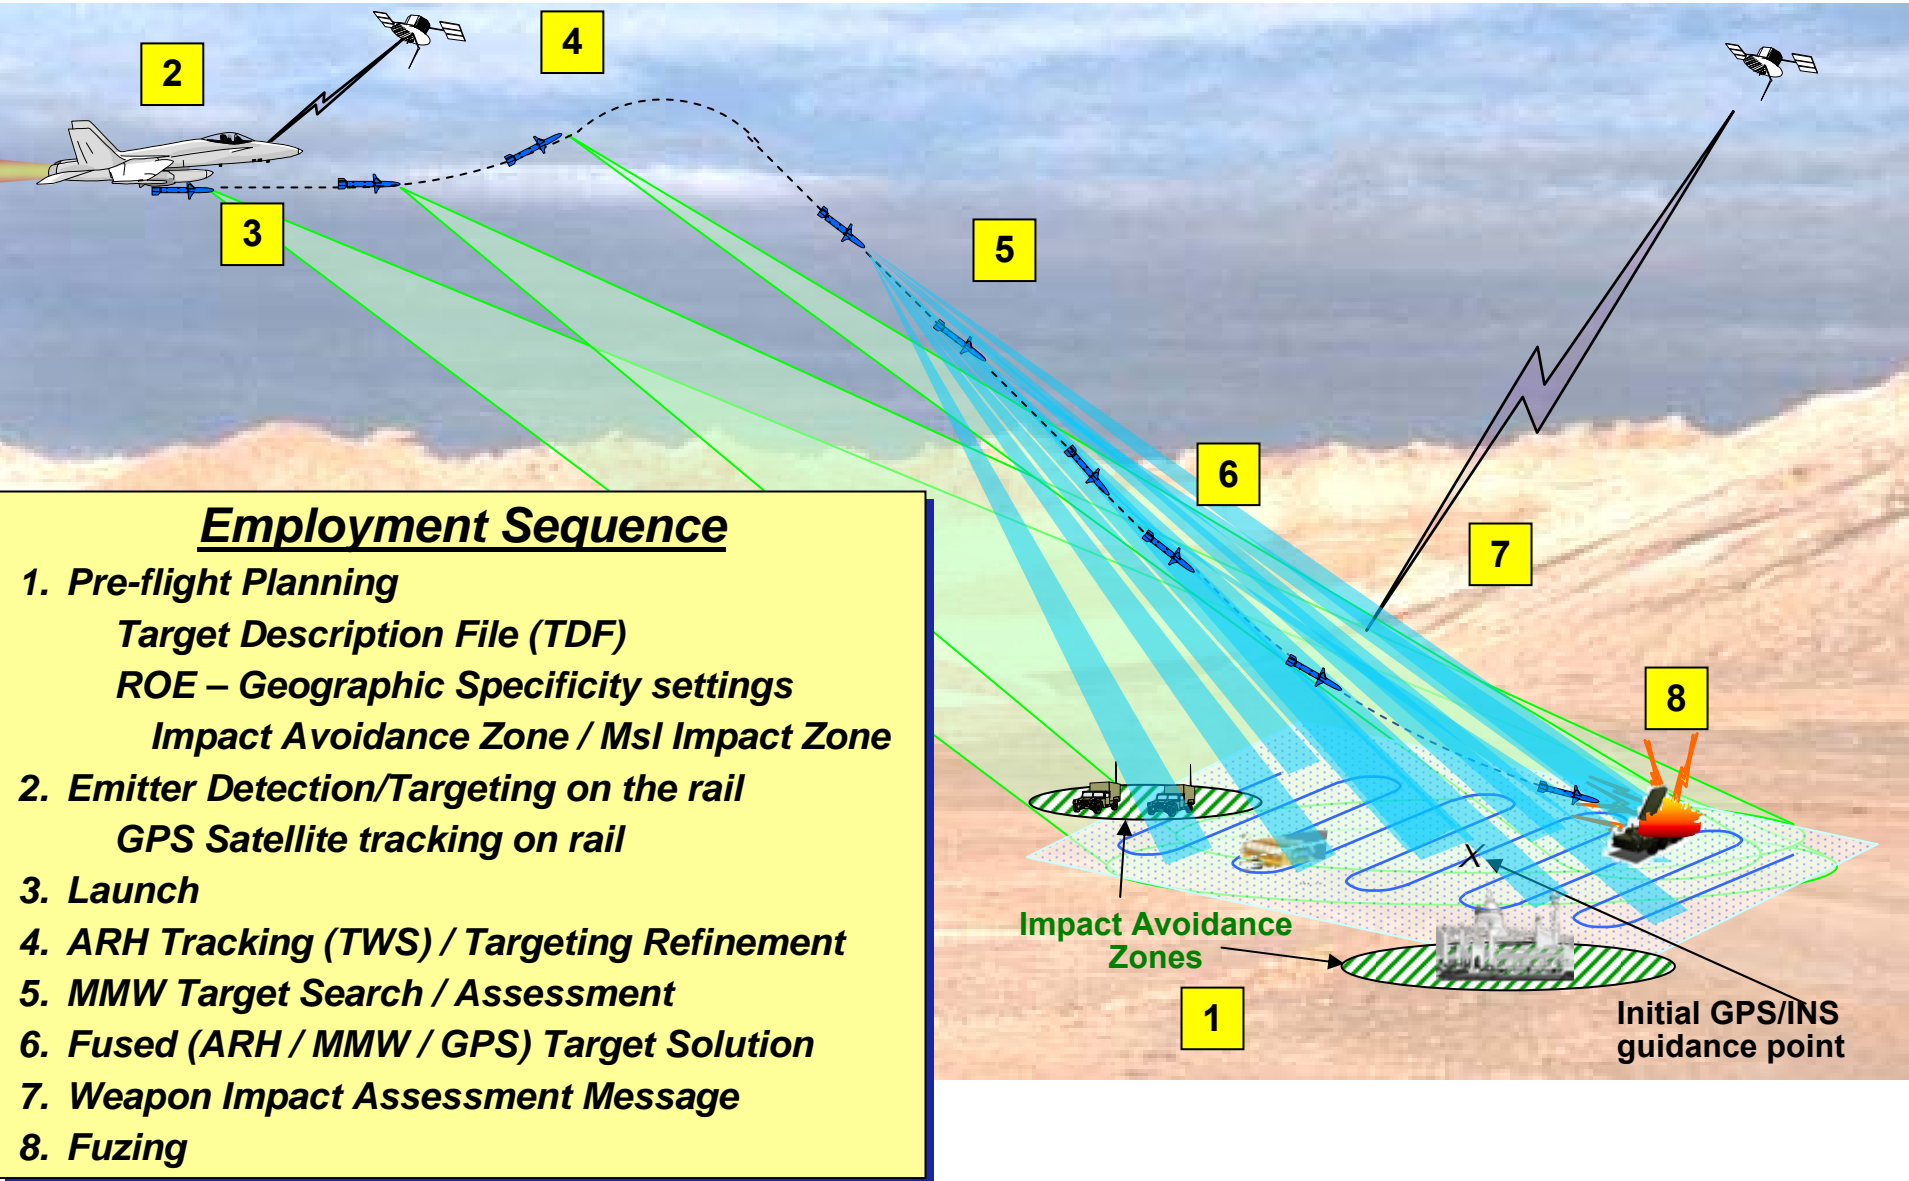 2
4
3
5
6
7
8
Employment Sequence
1. Pre-flight Planning
Target Description File (TDF)
ROE – Geographic Specificity settings
Impact Avoidance Zone / Msl Impact Zone
2. Emitter Detection/Targeting on the rail
GPS Satellite tracking on rail
3. Launch
4. ARH Tracking (TWS) / Targeting Refinement
5. MMW Target Search / Assessment
6. Fused (ARH / MMW / GPS) Target Solution
7. Weapon Impact Assessment Message
8. Fuzing
X
Impact Avoidance
Zones
1
Initial GPS/INS
guidance point